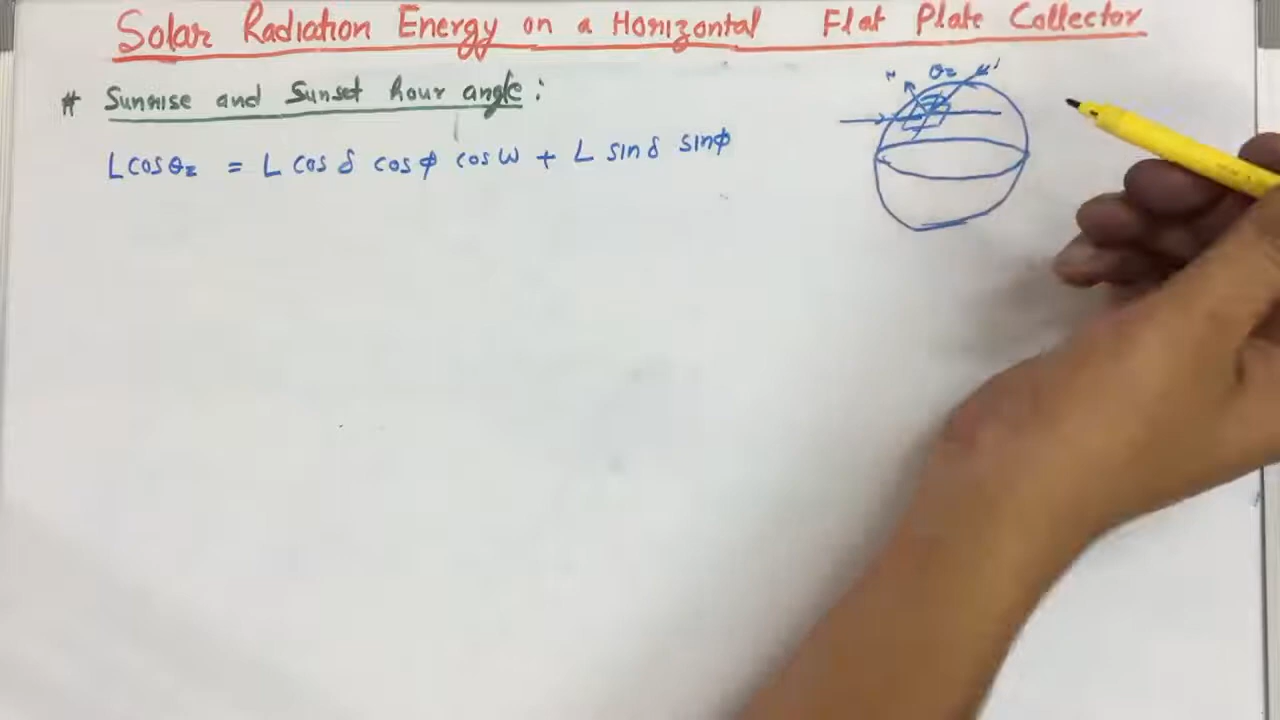 Solar Radiation Energy on a Horizontal Flat Plate Collector
# Sunrise and Sunset hour angle :
L cos θz = L cos δ cos φ cos ω + L sin δ sin φ
N θz